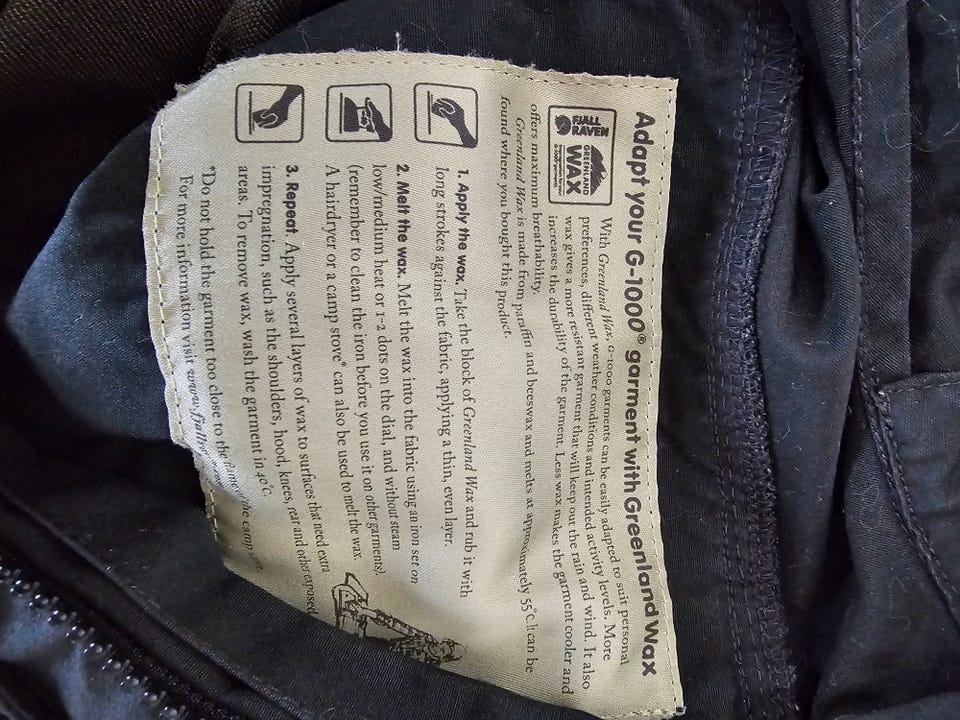 Adapt your G-1000® garment with Greenland Wax
FJÄLL
RÄVEN
GREENLAND
WAX
With Greenland Wax, G-1000 garments can be easily adapted to suit personal
preferences, different weather conditions and intended activity levels. More
wax gives a more resistant garment that will keep out the rain and wind. It also
increases the durability of the garment. Less wax makes the garment cooler and
offers maximum breathability.
Greenland Wax is made from paraffin and beeswax and melts at approximately 55°C. It can be
found where you bought this product.
1. Apply the wax. Take the block of Greenland Wax and rub it with
long strokes against the fabric, applying a thin, even layer.
2. Melt the wax. Melt the wax into the fabric using an iron set on
low/medium heat or 1-2 dots on the dial, and without steam
(remember to clean the iron before you use it on other garments).
A hairdryer or a camp stove* can also be used to melt the wax.
3. Repeat Apply several layers of wax to surfaces that need extra
impregnation, such as the shoulders, hood, knees, rear and other exposed
areas. To remove wax, wash the garment in 40°C.
*Do not hold the garment too close to the flame of the camp
For more information visit www.fjallraven